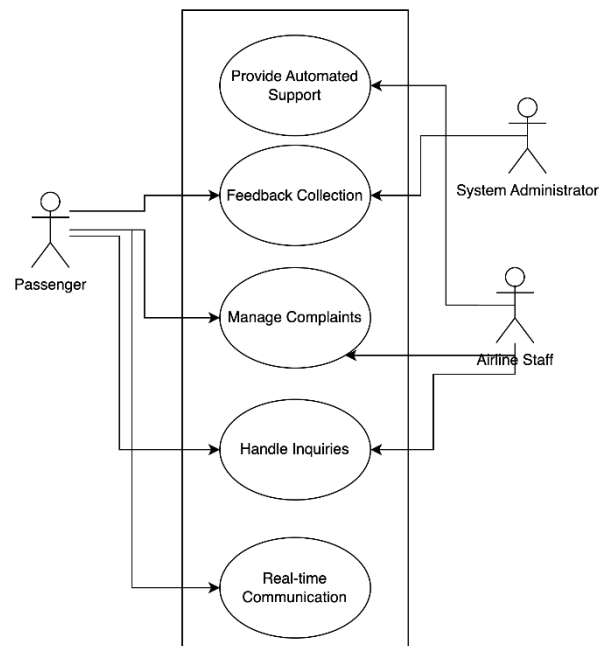 Provide Automated
Support
System Administrator
Feedback Collection
Passenger
Manage Complaints
Airline Staff
Handle Inquiries
Real-time
Communication